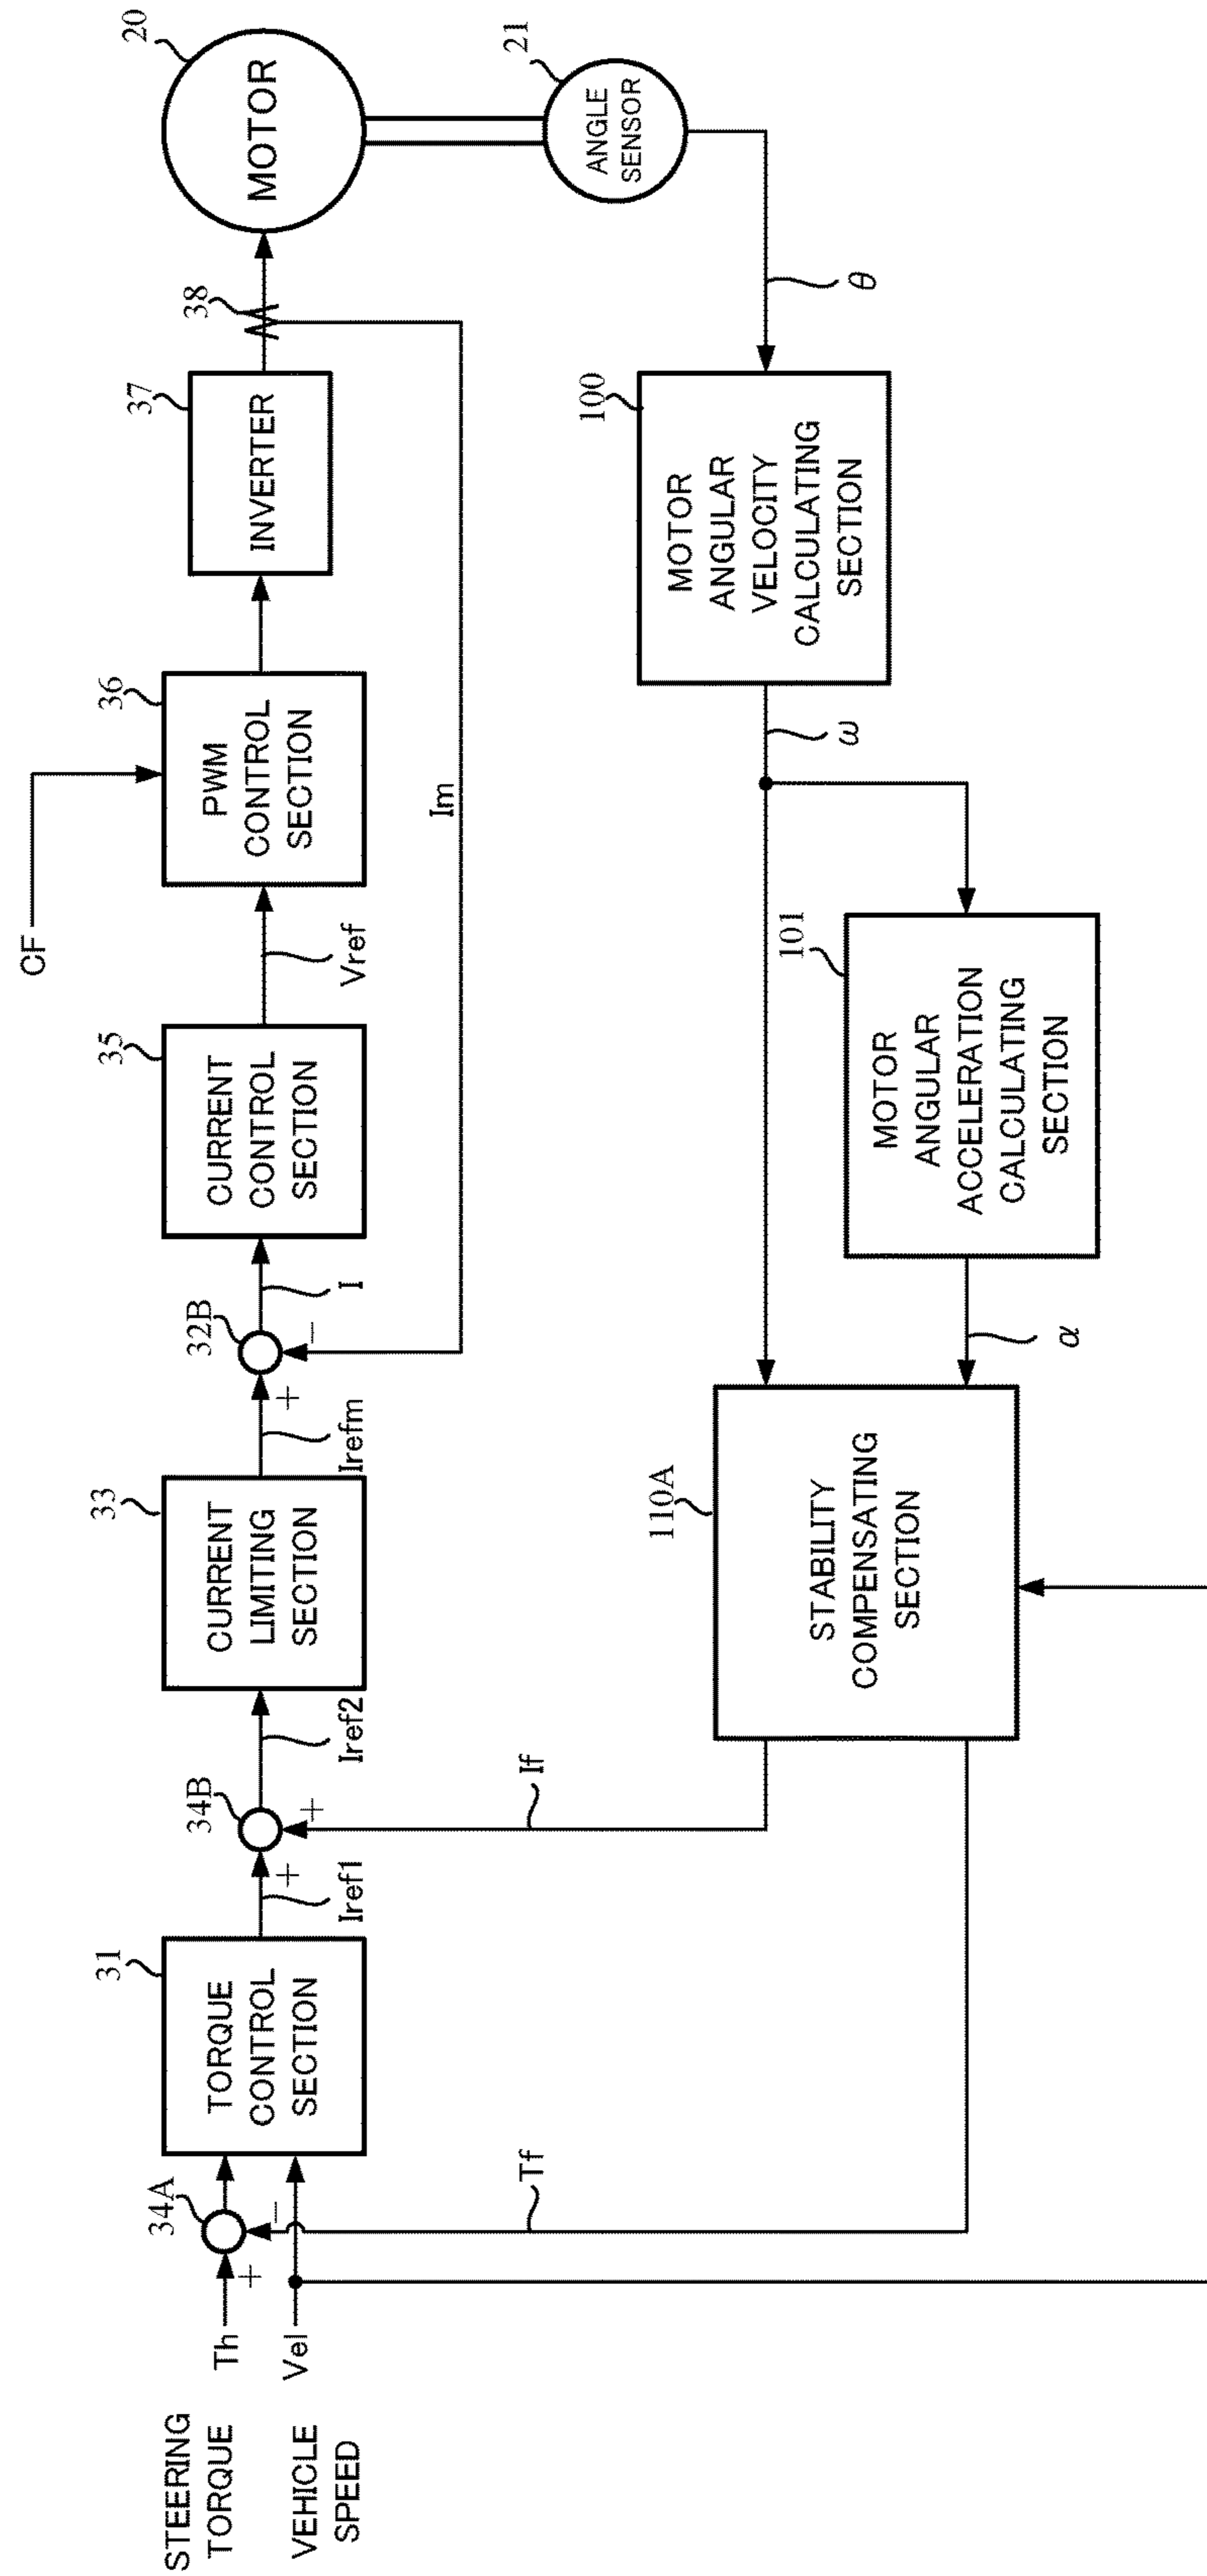 STEERING
TORQUE
Th
VEHICLE
SPEED
Vel
+
−
34A
31
TORQUE
CONTROL
SECTION
Iref1
+
+
34B
Iref2
33
CURRENT
LIMITING
SECTION
Irefm
+
−
32B
I
35
CURRENT
CONTROL
SECTION
Vref
CF
36
PWM
CONTROL
SECTION
37
INVERTER
38
20
MOTOR
Im
21
ANGLE
SENSOR
θ
100
MOTOR
ANGULAR
VELOCITY
CALCULATING
SECTION
ω
101
MOTOR
ANGULAR
ACCELERATION
CALCULATING
SECTION
α
110A
STABILITY
COMPENSATING
SECTION
If
Tf